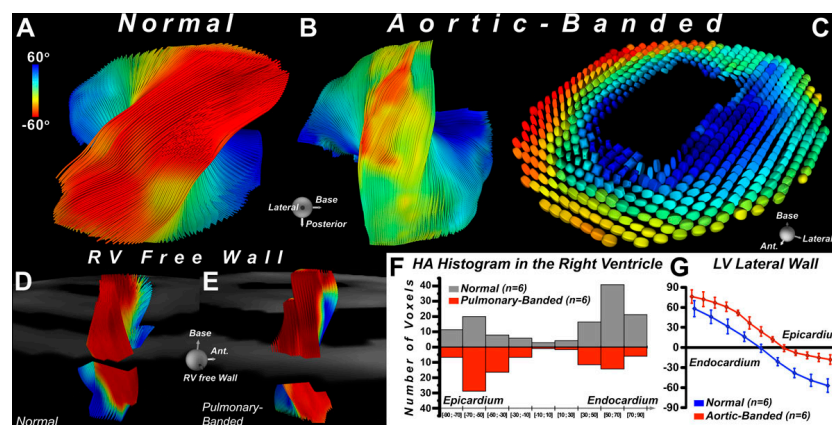 Normal
Aortic-Banded
A
B
C
60°
-60°
Lateral
Base
Posterior
Base
Lateral
Ant.
RV Free Wall
D
E
Base
Ant.
RV free Wall
Normal
Pulmonary-
Banded
F HA Histogram in the Right Ventricle
Normal (n=6)
Pulmonary-Banded (n=6)
Number of Voxels
40
30
20
10
0
10
20
30
40
Epicardium
Endocardium
G LV Lateral Wall
90
60
30
0
-30
-60
-90
Epicardiu
Endocardium
Normal (n=6)
Aortic-Banded (n=6)